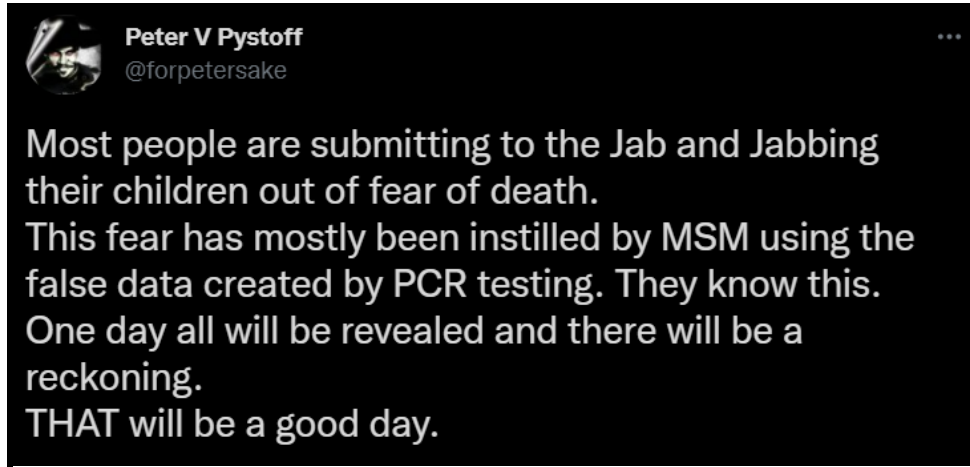 Peter V Pystoff
@forpetersake
Most people are submitting to the Jab and Jabbing
their children out of fear of death.
This fear has mostly been instilled by MSM using the
false data created by PCR testing. They know this.
One day all will be revealed and there will be a
reckoning.
THAT will be a good day.